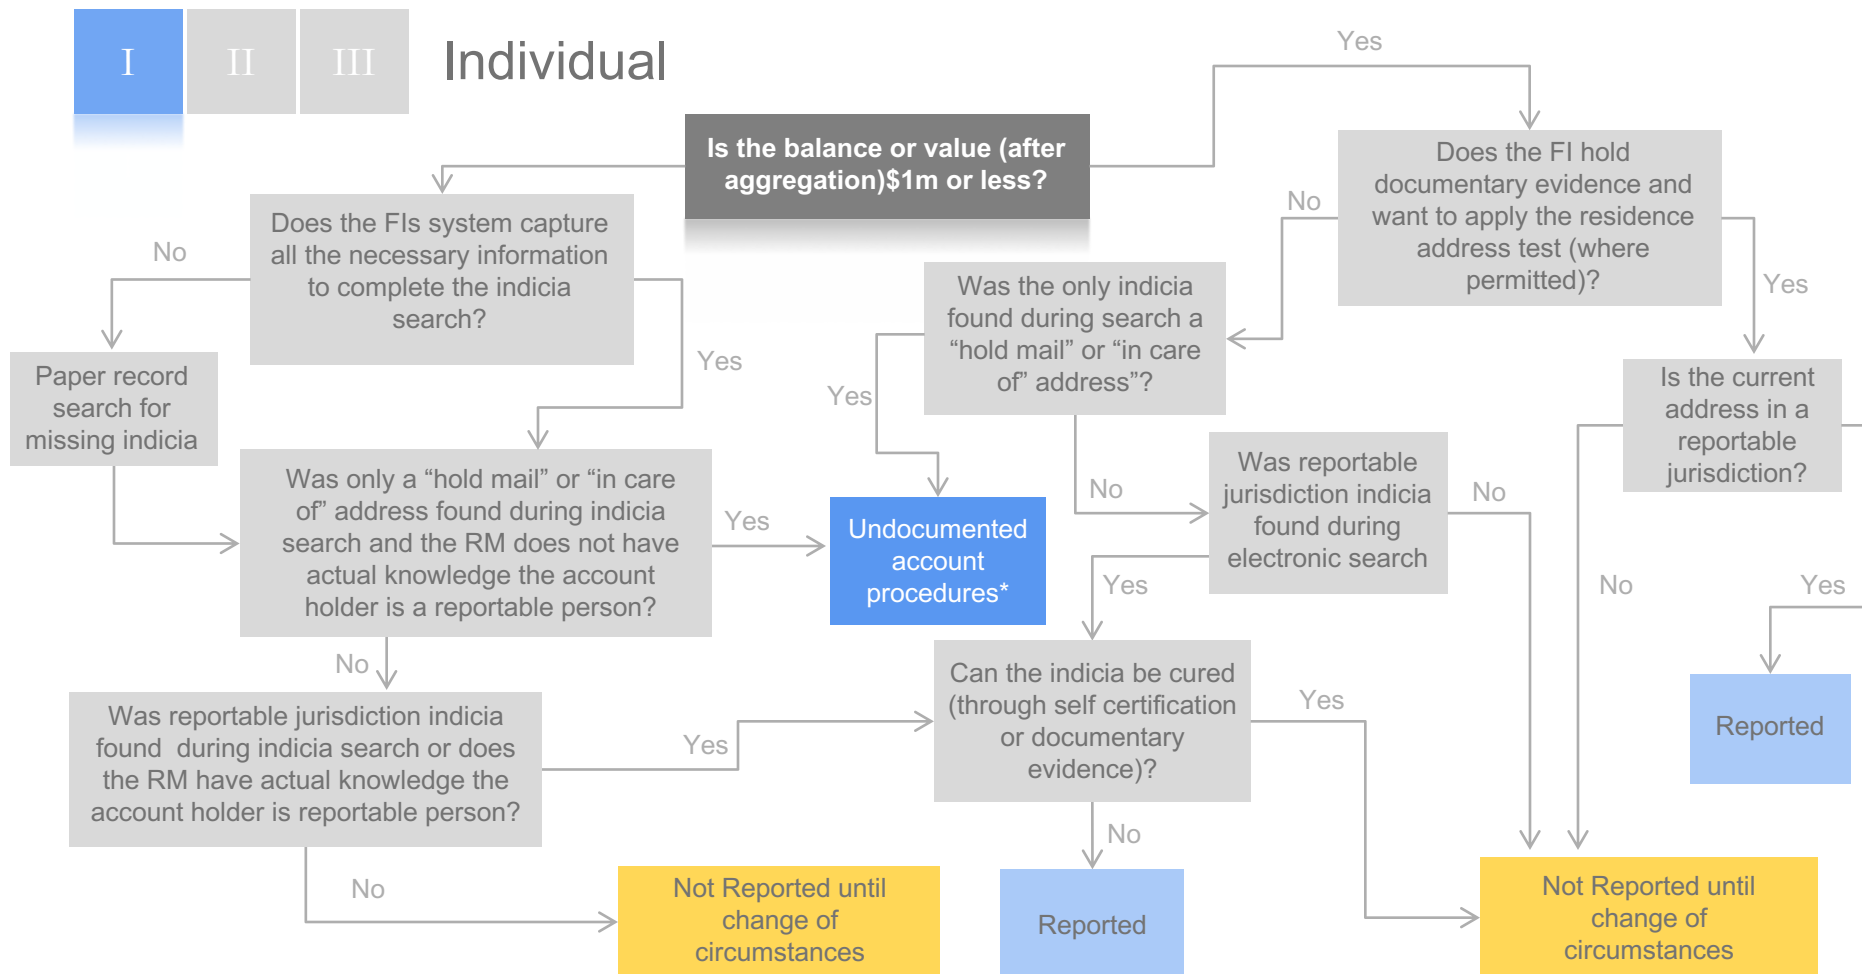 I
II
III
Individual
Yes
Is the balance or value (after
aggregation)$1m or less?
Does the FI hold
documentary evidence and
want to apply the residence
address test (where
permitted)?
No
Yes
Does the FIs system capture
all the necessary information
to complete the indicia
search?
No
Yes
Was the only indicia
found during search a
“hold mail” or “in care
of” address”?
Yes
No
Is the current
address in a
reportable
jurisdiction?
No
Yes
Paper record
search for
missing indicia
Was only a “hold mail” or “in care
of” address found during indicia
search and the RM does not have
actual knowledge the account
holder is a reportable person?
Yes
No
Undocumented
account
procedures*
Was reportable
jurisdiction indicia
found during
electronic search
No
Yes
Was reportable jurisdiction indicia
found  during indicia search or does
the RM have actual knowledge the
account holder is reportable person?
Yes
No
Can the indicia be cured
(through self certification
or documentary
evidence)?
Yes
No
Reported
Not Reported until
change of
circumstances
Reported
Not Reported until
change of
circumstances